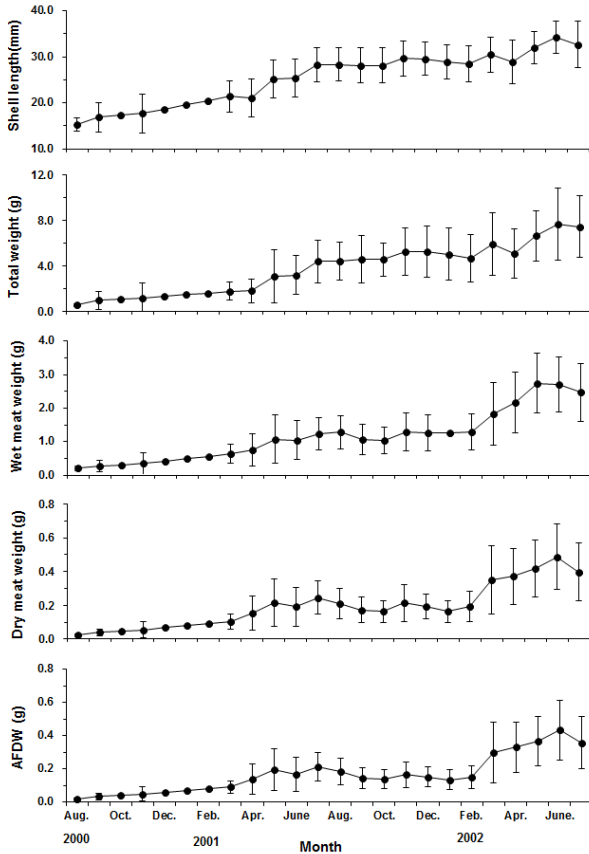 40.0
30.0
20.0
10.0
Shell length(mm)
12.0
8.0
4.0
0.0
Total weight (g)
4.0
3.0
2.0
1.0
0.0
Wet meat weight (g)
0.8
0.6
0.4
0.2
0.0
Dry meat weight (g)
0.8
0.6
0.4
0.2
0.0
AFDW (g)
Aug. Oct. Dec. Feb. Apr. June Aug. Oct. Dec. Feb. Apr. June.
2000 2001 2002
Month